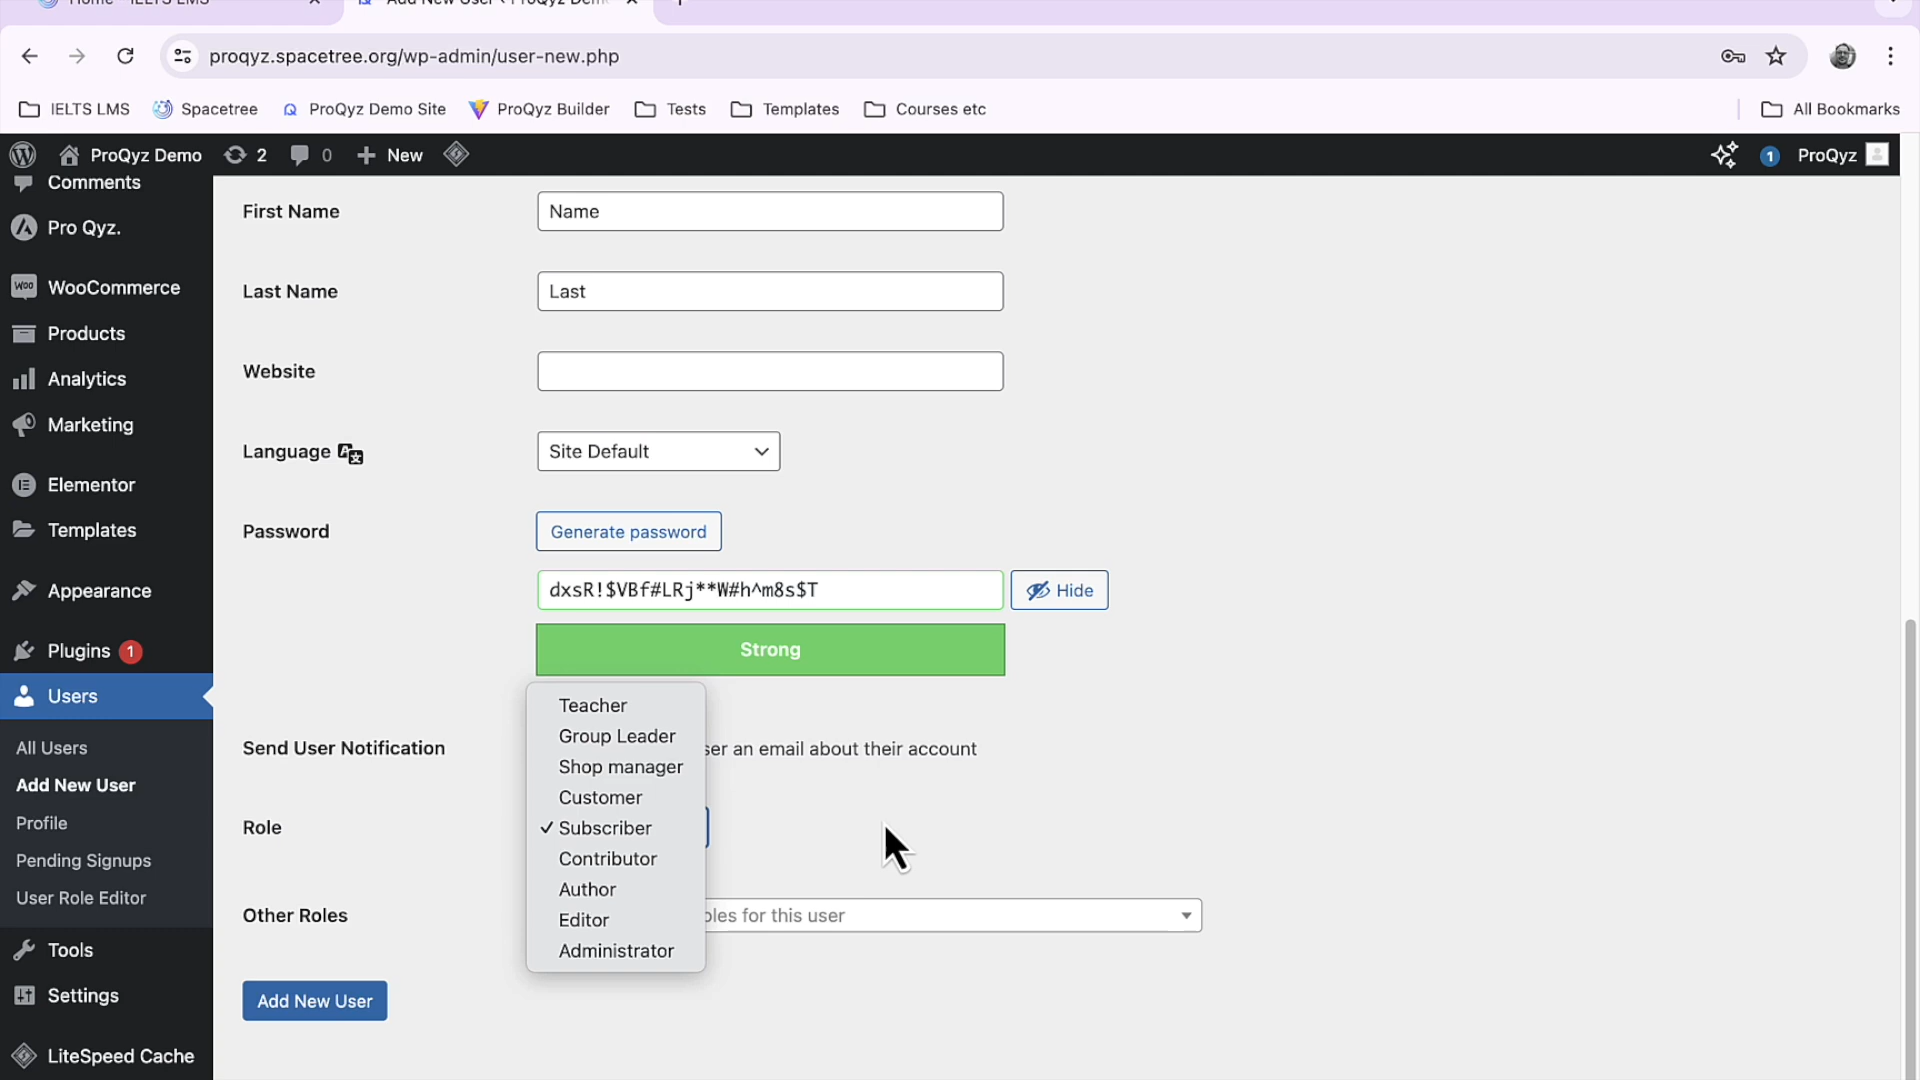 Home - IELTS LMS
Add New User ‹ ProQyz Demo
proqyz.spacetree.org/wp-admin/user-new.php
IELTS LMS
Spacetree
ProQyz Demo Site
ProQyz Builder
Tests
Templates
Courses etc
All Bookmarks
ProQyz Demo
2
0
New
1
ProQyz
Comments
Pro Qyz.
WooCommerce
Products
Analytics
Marketing
Elementor
Templates
Appearance
Plugins 1
Users
All Users
Add New User
Profile
Pending Signups
User Role Editor
Tools
Settings
LiteSpeed Cache
First Name
Name
Last Name
Last
Website
Language
Site Default
Password
Generate password
dxsR!$VBf#LRj**W#h^m8s$T
Hide
Strong
Send User Notification
ser an email about their account
Role
Teacher
Group Leader
Shop manager
Customer
Subscriber
Contributor
Author
Editor
Administrator
Other Roles
oles for this user
Add New User